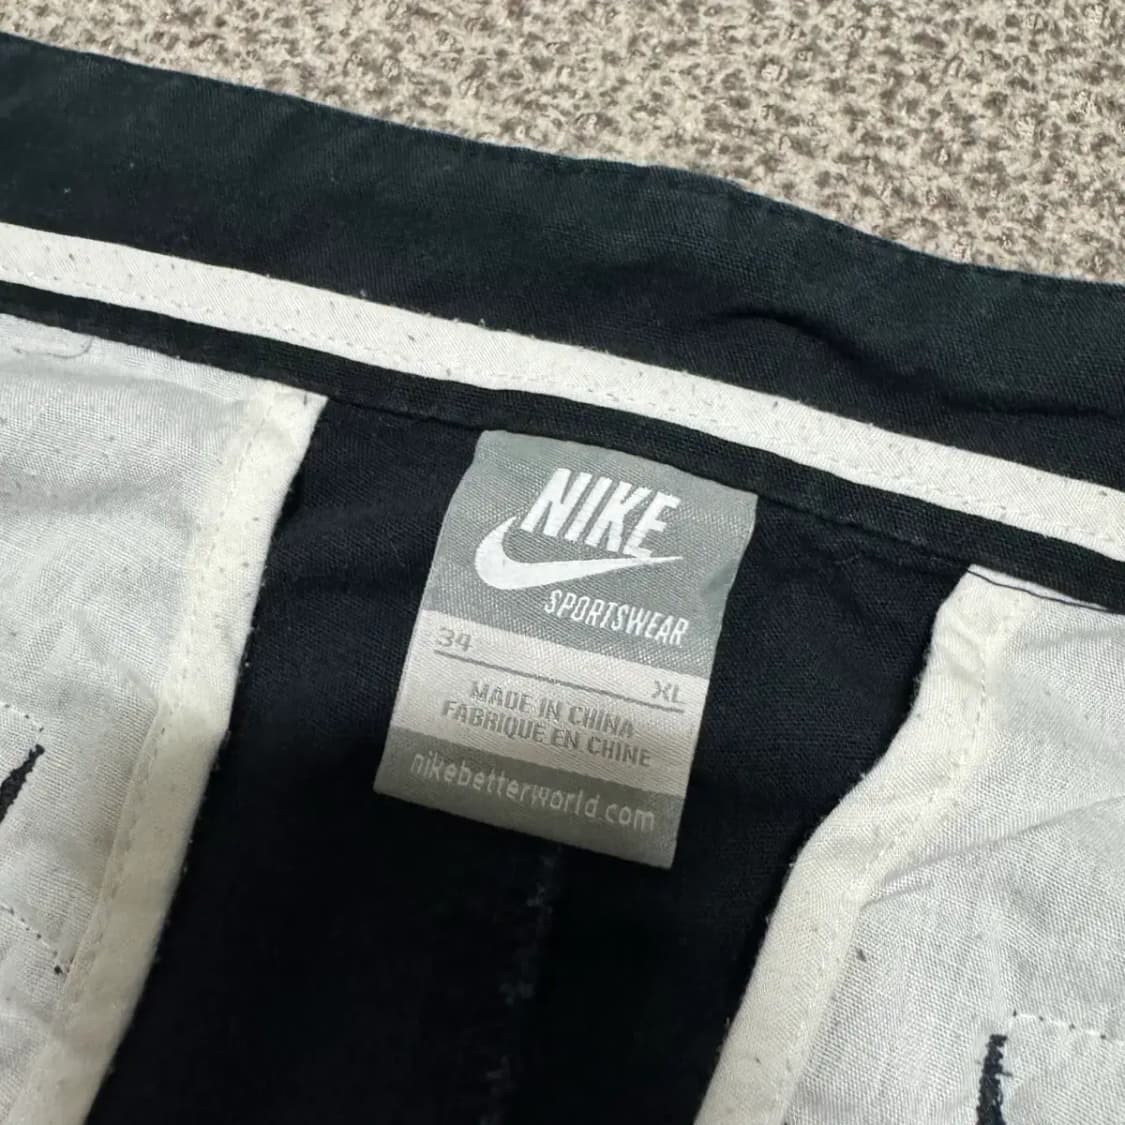 NIKE
SPORTSWEAR
34
XL
MADE IN CHINA
FABRIQUE EN CHINE
nikebetterworld.com